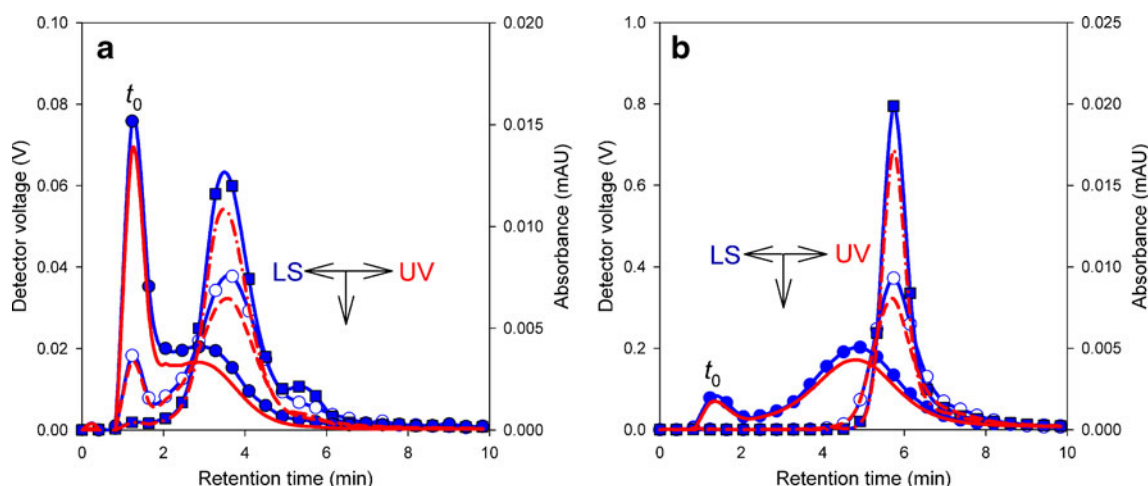 a
t0
LS
UV
Detector voltage (V)
0.10
0.08
0.06
0.04
0.02
0.00
0.020
0.015
0.010
0.005
0.000
Absorbance (mAU)
0 2 4 6 8 10
Retention time (min)
b
t0
LS
UV
Detector voltage (V)
1.0
0.8
0.6
0.4
0.2
0.0
0.025
0.020
0.015
0.010
0.005
0.000
Absorbance (mAU)
0 2 4 6 8 10
Retention time (min)